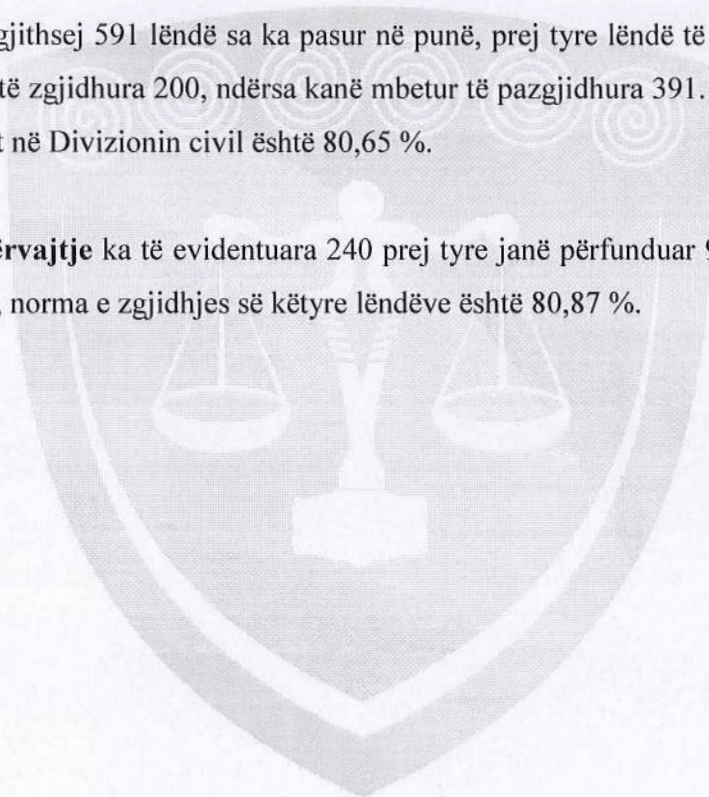 gjithsej 591 lëndë sa ka pasur në punë, prej tyre lëndë të
të zgjidhura 200, ndërsa kanë mbetur të pazgjidhura 391.
në Divizionin civil është 80,65 %.
ka të evidentuara 240 prej tyre janë përfunduar
norma e zgjidhjes së këtyre lëndëve është 80,87 %.